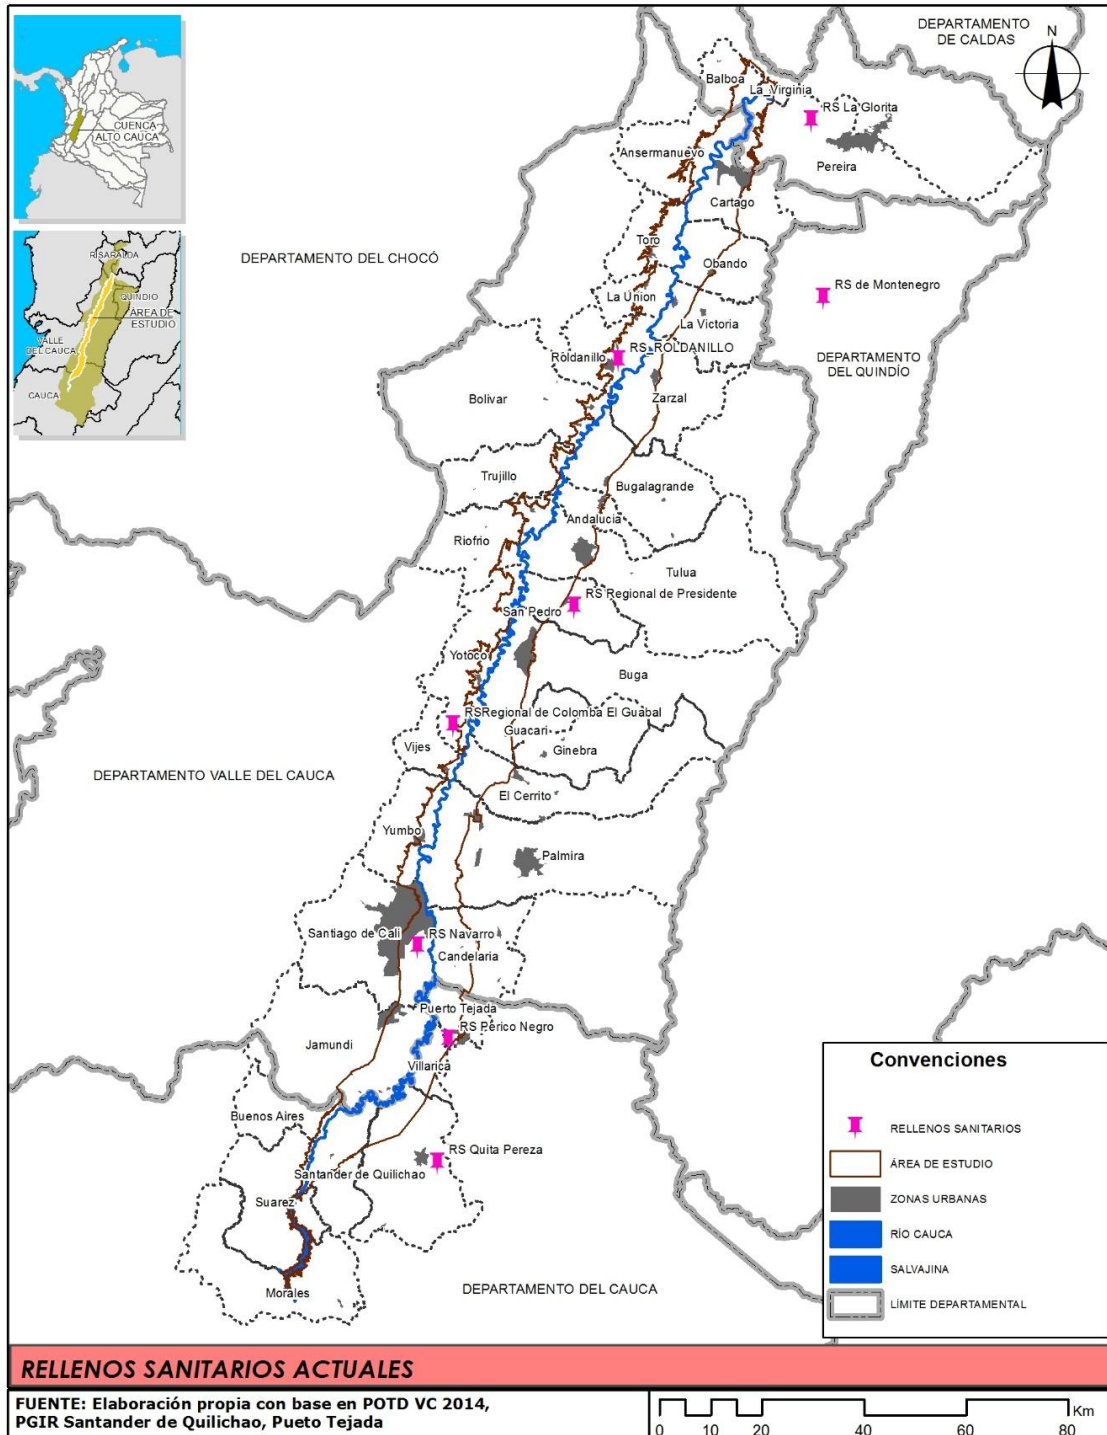 DEPARTAMENTO
DE CALDAS
N
Balboa
La_Virginia
RS La Glorita
CUENCA
ALTO CAUCA
Ansermanuevo
Pereira
Cartago
RISARALDA
QUINDIO
ÁREA DE
ESTUDIO
VALLE
DEL CAUCA
CAUCA
DEPARTAMENTO DEL CHOCÓ
Toro
Obando
RS de Montenegro
La Union
La Victoria
Roldanillo
RS_ROLDANILLO
DEPARTAMENTO
DEL QUINDÍO
Bolivar
Zarzal
Trujillo
Bugalagrande
Andalucia
Riofrio
Tulua
RS Regional de Presidente
San Pedro
Yotoco
Buga
RSRegional de Colomba El Guabal
Guacari
Vijes
Ginebra
DEPARTAMENTO VALLE DEL CAUCA
El Cerrito
Yumbo
Palmira
Santiago de Cali
RS Navarro
Candelaria
Puerto Tejada
RS Perico Negro
Jamundi
Villarica
Buenos Aires
RS Quita Pereza
Santander de Quilichao
Suarez
Morales
DEPARTAMENTO DEL CAUCA
Convenciones
RELLENOS SANITARIOS
ÁREA DE ESTUDIO
ZONAS URBANAS
RÍO CAUCA
SALVAJINA
LÍMITE DEPARTAMENTAL
RELLENOS SANITARIOS ACTUALES
FUENTE: Elaboración propia con base en POTD VC 2014,
PGIR Santander de Quilichao, Pueto Tejada
Km
0 10 20 40 60 80